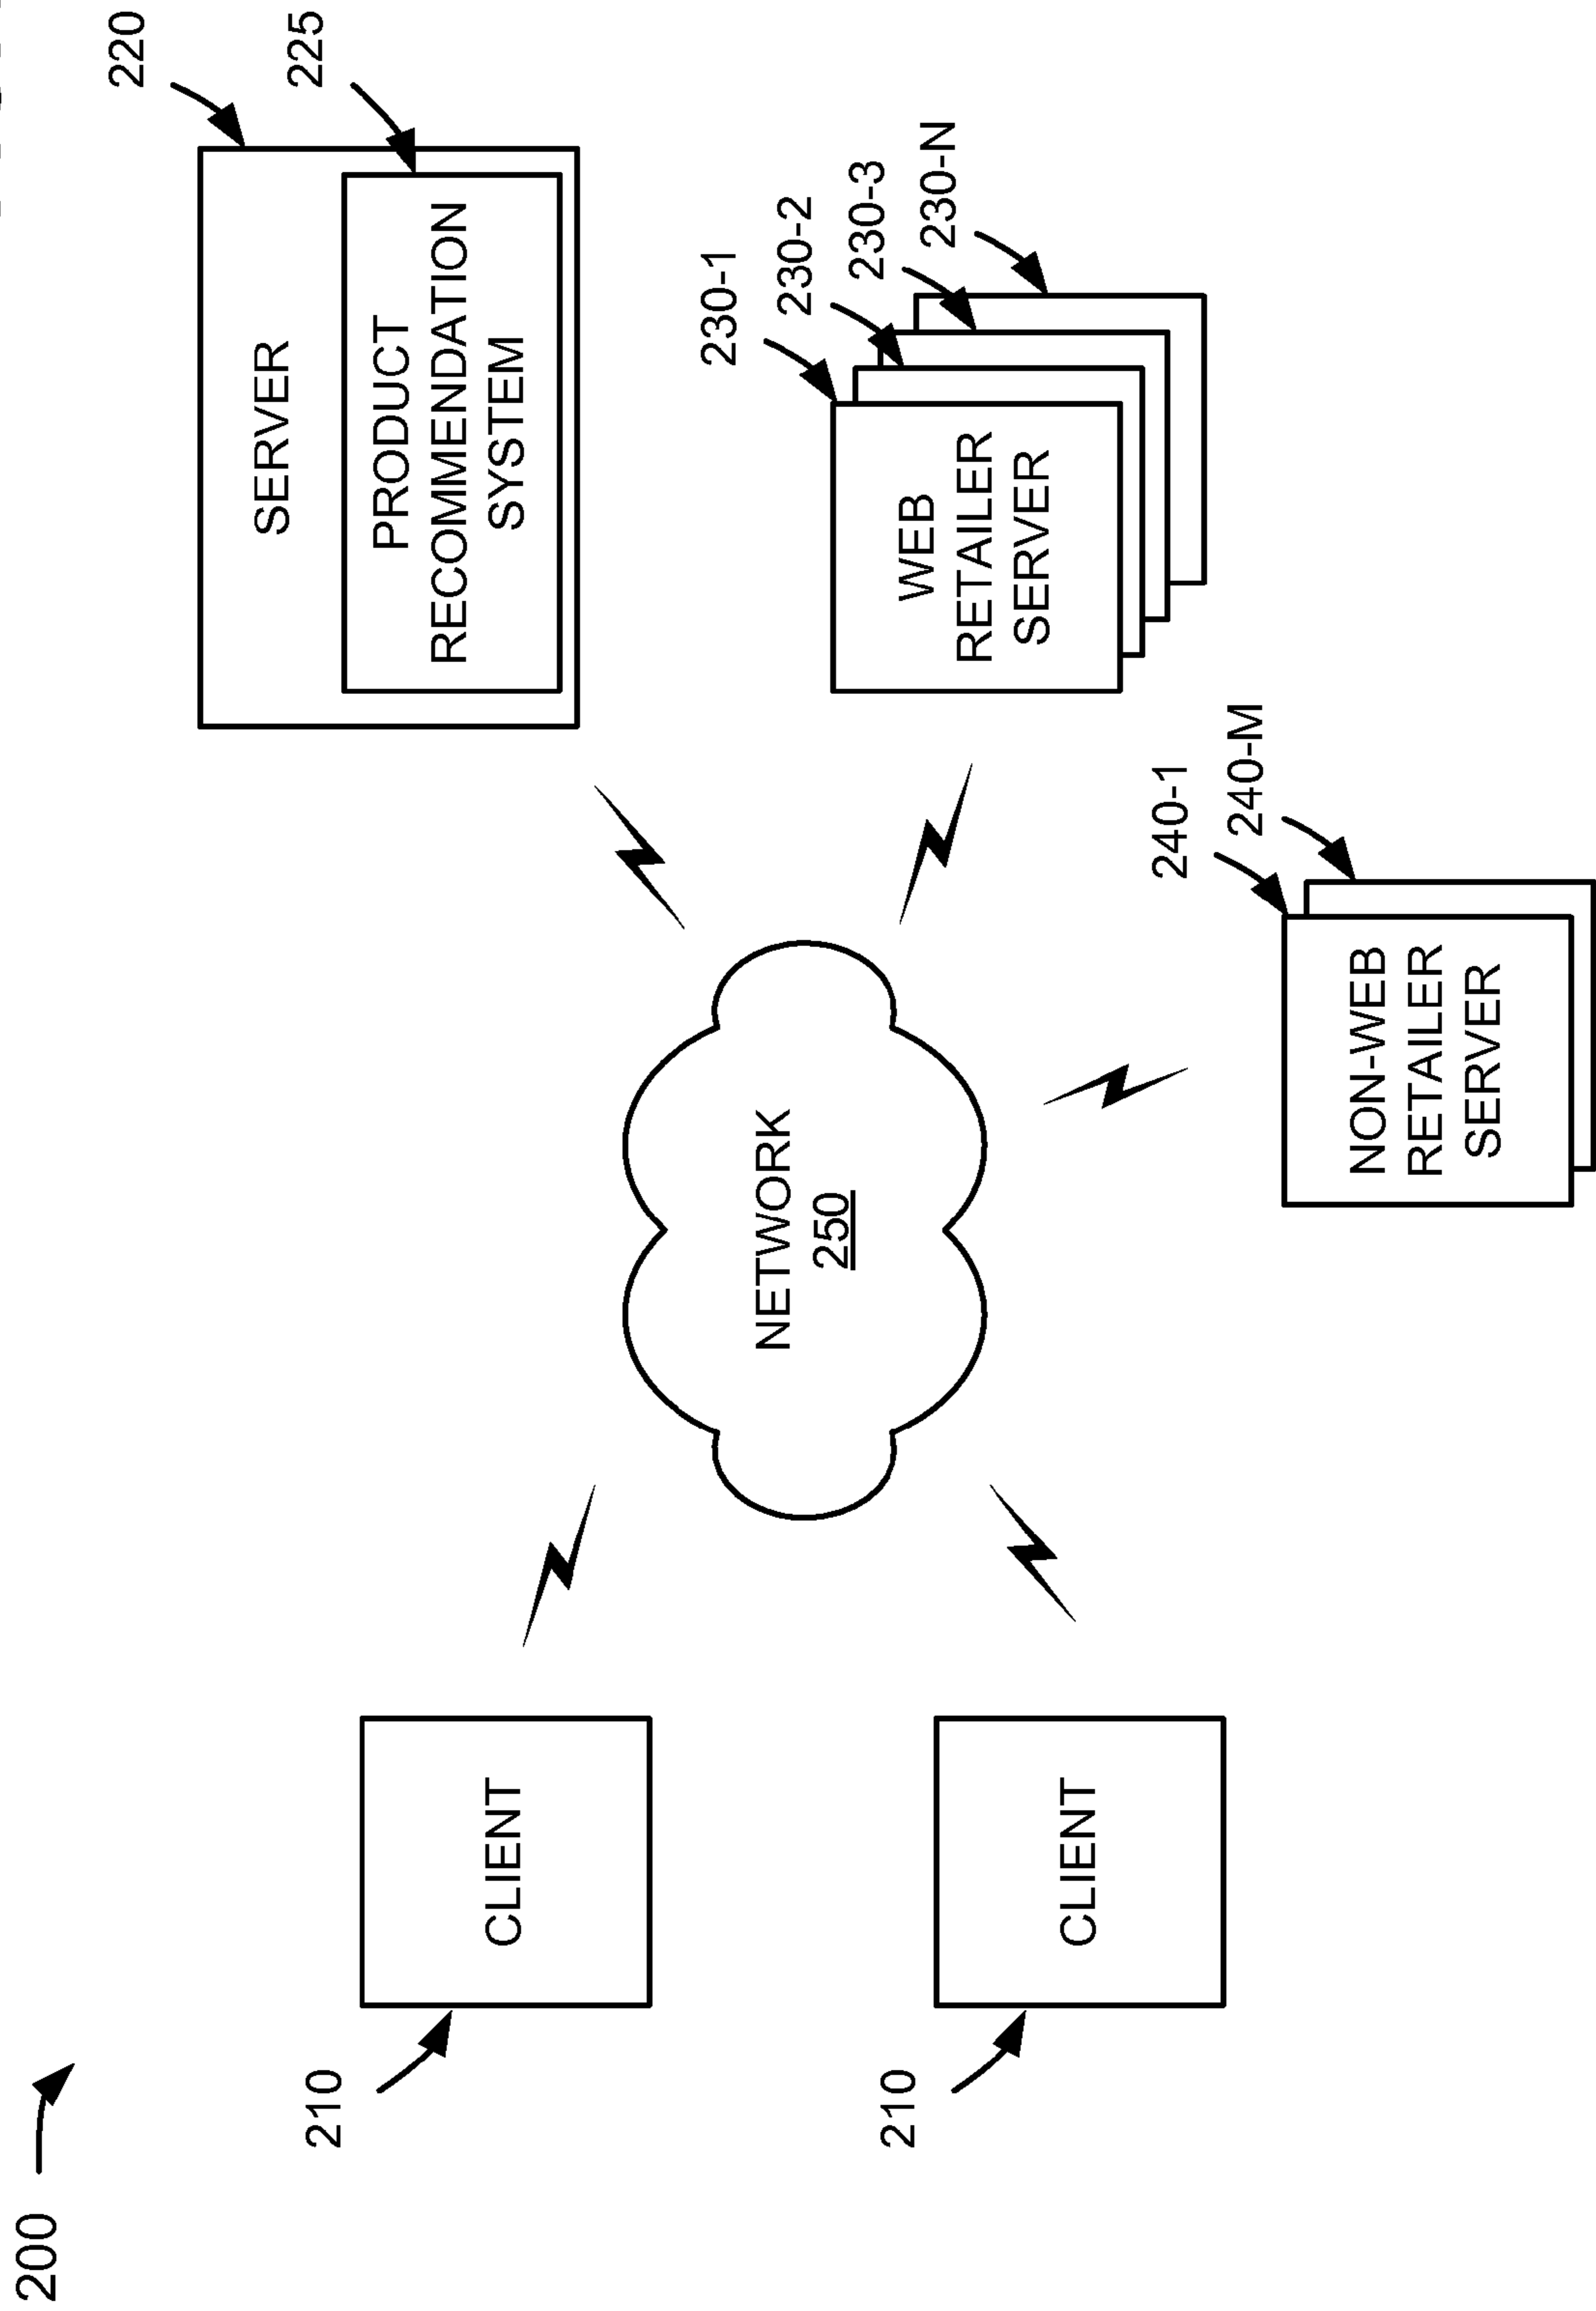 200
220
SERVER
225
PRODUCT
RECOMMENDATION
SYSTEM
210
CLIENT
NETWORK
250
230-1
230-2
230-3
230-N
WEB
RETAILER
SERVER
210
CLIENT
240-1
240-M
NON-WEB
RETAILER
SERVER